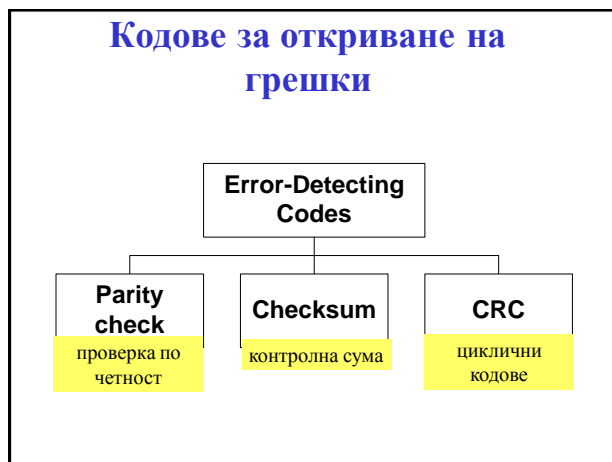 Кодове за откриване на
грешки
Error-Detecting
Codes
Parity
check
проверка по
четност
Checksum
контролна сума
CRC
циклични
кодове